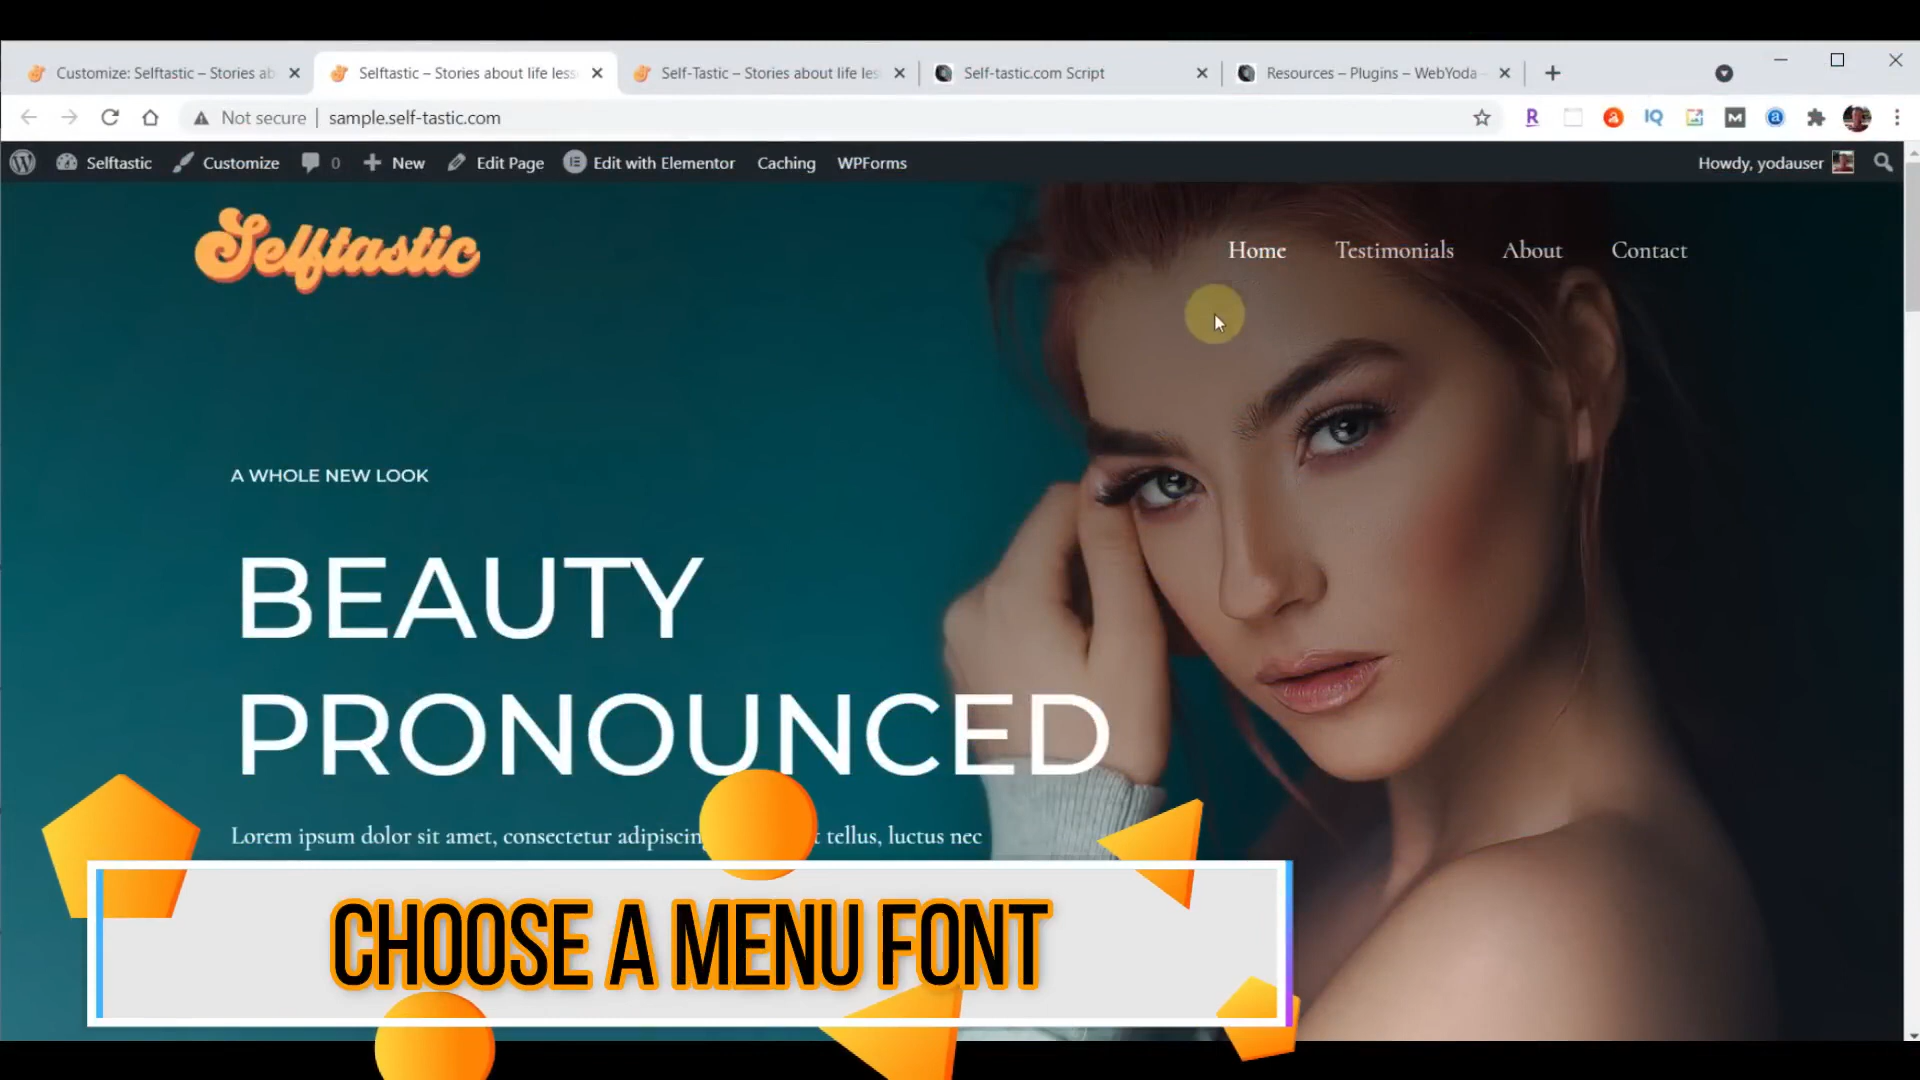 Customize: Selftastic – Stories ab
Selftastic – Stories about life less
Self-Tastic – Stories about life les
Self-tastic.com Script
Resources – Plugins – WebYoda
Not secure | sample.self-tastic.com
R
IQ
M
a
Selftastic
Customize
0
New
Edit Page
Edit with Elementor
Caching
WPForms
Howdy, yodauser
Selftastic
Home
Testimonials
About
Contact
A WHOLE NEW LOOK
BEAUTY
PRONOUNCED
Lorem ipsum dolor sit amet, consectetur adipiscing t tellus, luctus nec
CHOOSE A MENU FONT